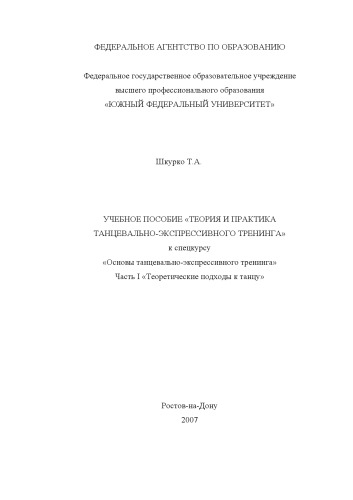 ФЕДЕРАЛЬНОЕ АГЕНТСТВО ПО ОБРАЗОВАНИЮ
Федеральное государственное образовательное учреждение
высшего профессионального образования
«ЮЖНЫЙ ФЕДЕРАЛЬНЫЙ УНИВЕРСИТЕТ»
Шкурко Т.А.
УЧЕБНОЕ ПОСОБИЕ «ТЕОРИЯ И ПРАКТИКА
ТАНЦЕВАЛЬНО-ЭКСПРЕССИВНОГО ТРЕНИНГА»
к спецкурсу
«Основы танцевально-экспрессивного тренинга»
Часть I «Теоретические подходы к танцу»
Ростов-на-Дону
2007